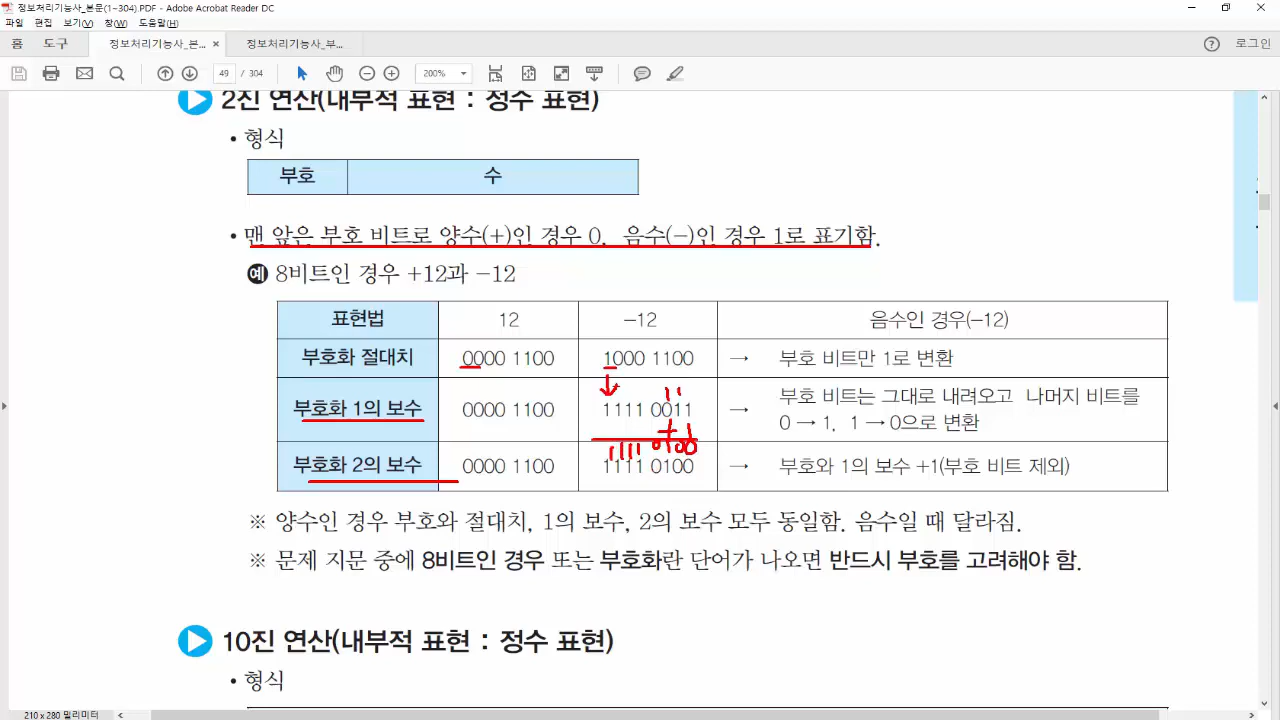 정보처리기능사_본문(1~304).PDF - Adobe Acrobat Reader DC
파일 편집 보기(V) 창(W) 도움말(H)
홈 도구 정보처리기능사_본... × 정보처리기능사_부... ? 로그인
49 / 304 200%
2진 연산(내부적 표현 : 정수 표현)
• 형식
부호 수
• 맨 앞은 부호 비트로 양수(+)인 경우 0, 음수(-)인 경우 1로 표기함.
예 8비트인 경우 +12과 -12
표현법 12 -12 음수인 경우(-12)
부호화 절대치 0000 1100 1000 1100 → 부호 비트만 1로 변환
부호화 1의 보수 0000 1100 1111 0011 → 부호 비트는 그대로 내려오고 나머지 비트를
0 → 1, 1 → 0으로 변환
1 1
+ 1
1111 0100
부호화 2의 보수 0000 1100 1111 0100 → 부호와 1의 보수 +1(부호 비트 제외)
※ 양수인 경우 부호와 절대치, 1의 보수, 2의 보수 모두 동일함. 음수일 때 달라짐.
※ 문제 지문 중에 8비트인 경우 또는 부호화란 단어가 나오면 반드시 부호를 고려해야 함.
10진 연산(내부적 표현 : 정수 표현)
• 형식
210 x 280 밀리미터